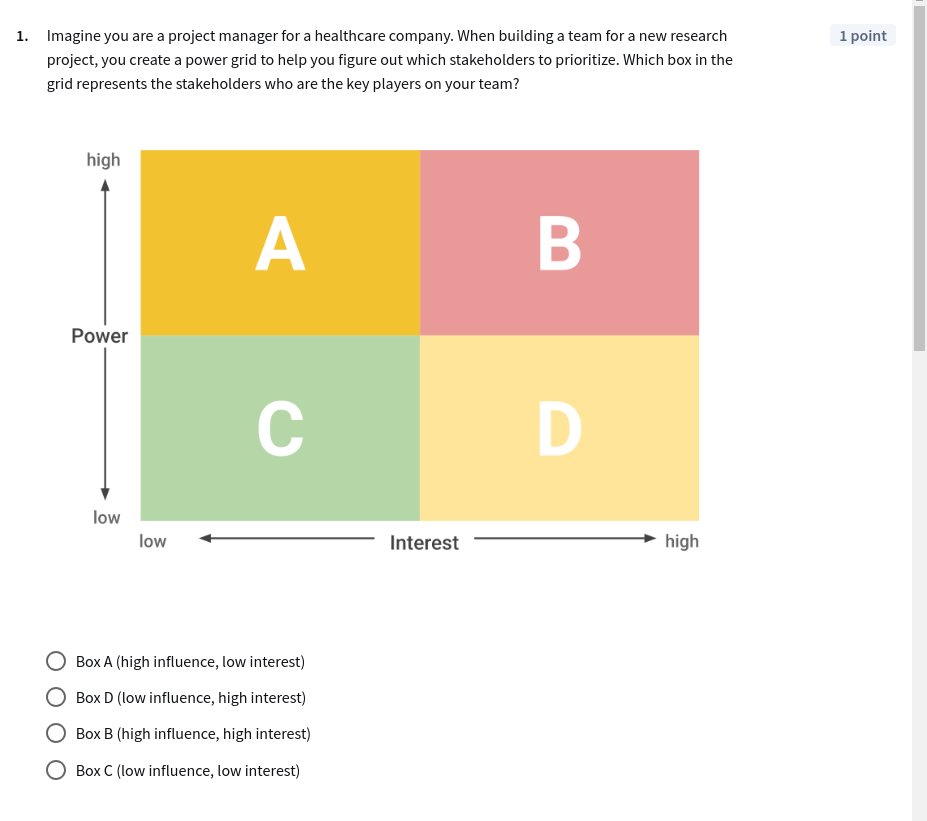 1. Imagine you are a project manager for a healthcare company. When building a team for a new research
project, you create a power grid to help you figure out which stakeholders to prioritize. Which box in the
grid represents the stakeholders who are the key players on your team?
1 point
high
A
B
Power
C
D
low
low
Interest
high
Box A (high influence, low interest)
Box D (low influence, high interest)
Box B (high influence, high interest)
Box C (low influence, low interest)